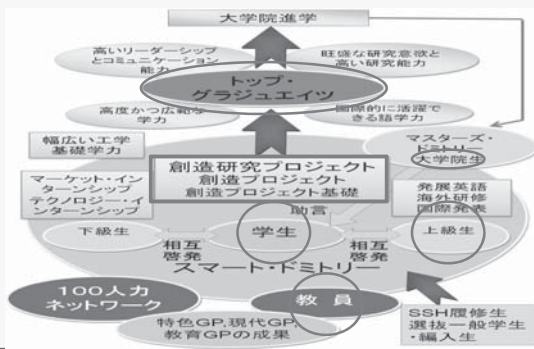 大学院進学
高いリーダーシップ
とコミュニケーション
能力
旺盛な研究意欲と
高い研究能力
トップ・
グラジュエイツ
高度かつ広範な
学力
国際的に活躍で
きる語学力
幅広い工学
基礎学力
マスターズ・
ドミトリー
大学院生
創造研究プロジェクト
創造プロジェクト
創造プロジェクト基礎
マーケット・イン
ターンシップ
テクノロジー・イ
ンターンシップ
発展英語
海外研修
国際発表
助言
下級生
相互
啓発
学生
相互
啓発
上級生
スマート・ドミトリー
100人力
ネットワーク
教員
特色GP,現代GP,
教育GPの成果
SSH履修生
選抜一般学生
・編入生